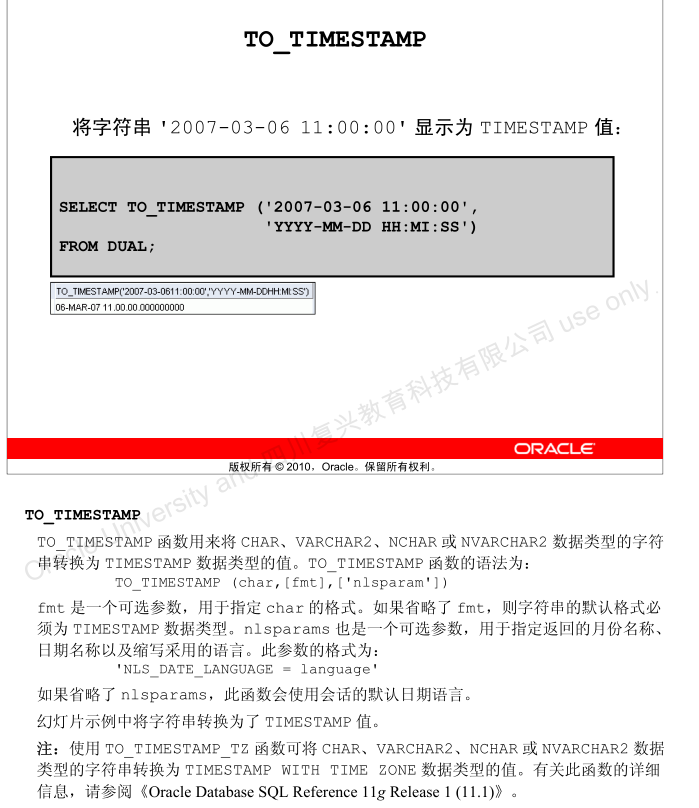 TO_TIMESTAMP
将字符串 '2007-03-06 11:00:00' 显示为 TIMESTAMP 值：
SELECT TO_TIMESTAMP ('2007-03-06 11:00:00',
'YYYY-MM-DD HH:MI:SS')
FROM DUAL;
TO_TIMESTAMP('2007-03-0611:00:00','YYYY-MM-DDHH:MI:SS')
06-MAR-07 11.00.00.000000000
ORACLE
版权所有 © 2010，Oracle。保留所有权利。
Oracle University and 四川复兴教育科技有限公司 use only.
TO_TIMESTAMP
TO_TIMESTAMP 函数用来将 CHAR、VARCHAR2、NCHAR 或 NVARCHAR2 数据类型的字符
串转换为 TIMESTAMP 数据类型的值。TO_TIMESTAMP 函数的语法为：
TO_TIMESTAMP (char,[fmt],['nlsparam'])
fmt 是一个可选参数，用于指定 char 的格式。如果省略了 fmt，则字符串的默认格式必
须为 TIMESTAMP 数据类型。nlsparams 也是一个可选参数，用于指定返回的月份名称、
日期名称以及缩写采用的语言。此参数的格式为：
'NLS_DATE_LANGUAGE = language'
如果省略了 nlsparams，此函数会使用会话的默认日期语言。
幻灯片示例中将字符串转换为了 TIMESTAMP 值。
注：使用 TO_TIMESTAMP_TZ 函数可将 CHAR、VARCHAR2、NCHAR 或 NVARCHAR2 数据
类型的字符串转换为 TIMESTAMP WITH TIME ZONE 数据类型的值。有关此函数的详细
信息，请参阅《Oracle Database SQL Reference 11g Release 1 (11.1)》。